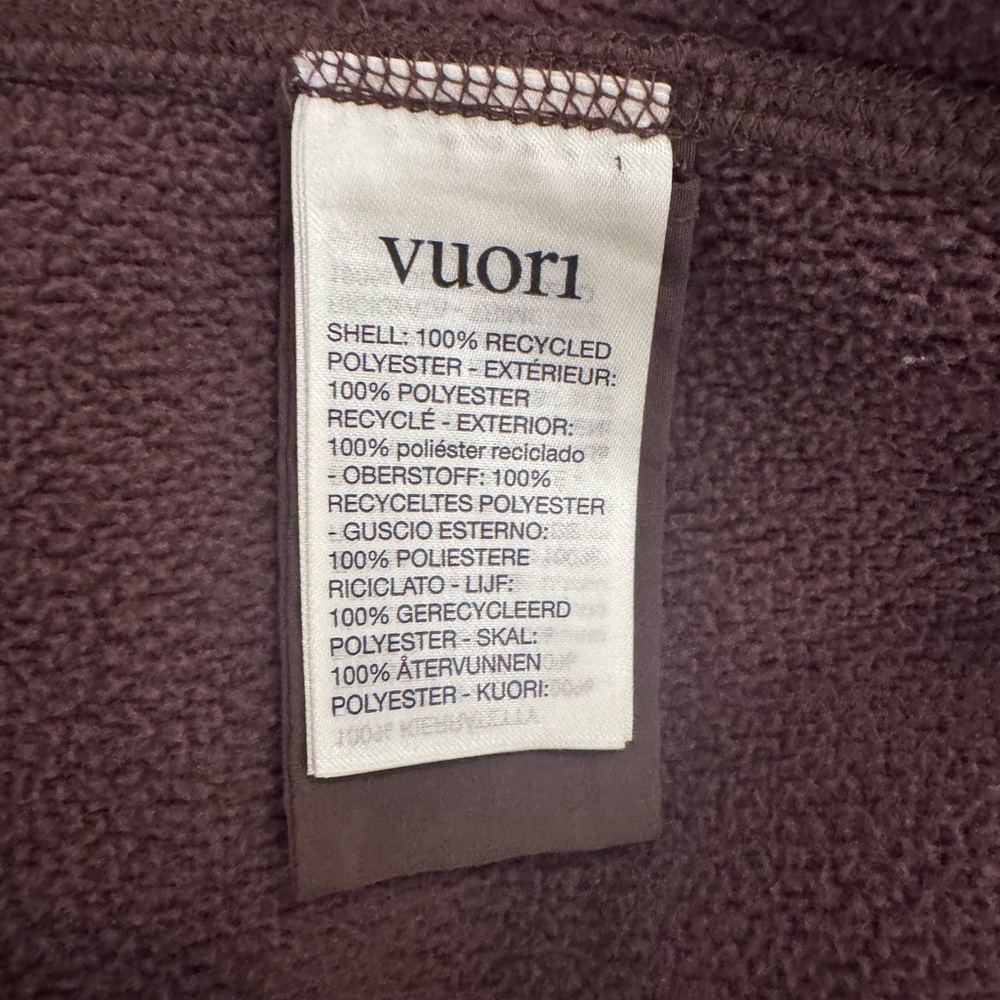 1
vuori
SHELL: 100% RECYCLED
POLYESTER - EXTÉRIEUR:
100% POLYESTER
RECYCLÉ - EXTERIOR:
100% poliéster reciclado
- OBERSTOFF: 100%
RECYCELTES POLYESTER
- GUSCIO ESTERNO:
100% POLIESTERE
RICICLATO - LIJF:
100% GERECYCLEERD
POLYESTER - SKAL:
100% ÅTERVUNNEN
POLYESTER - KUORI: